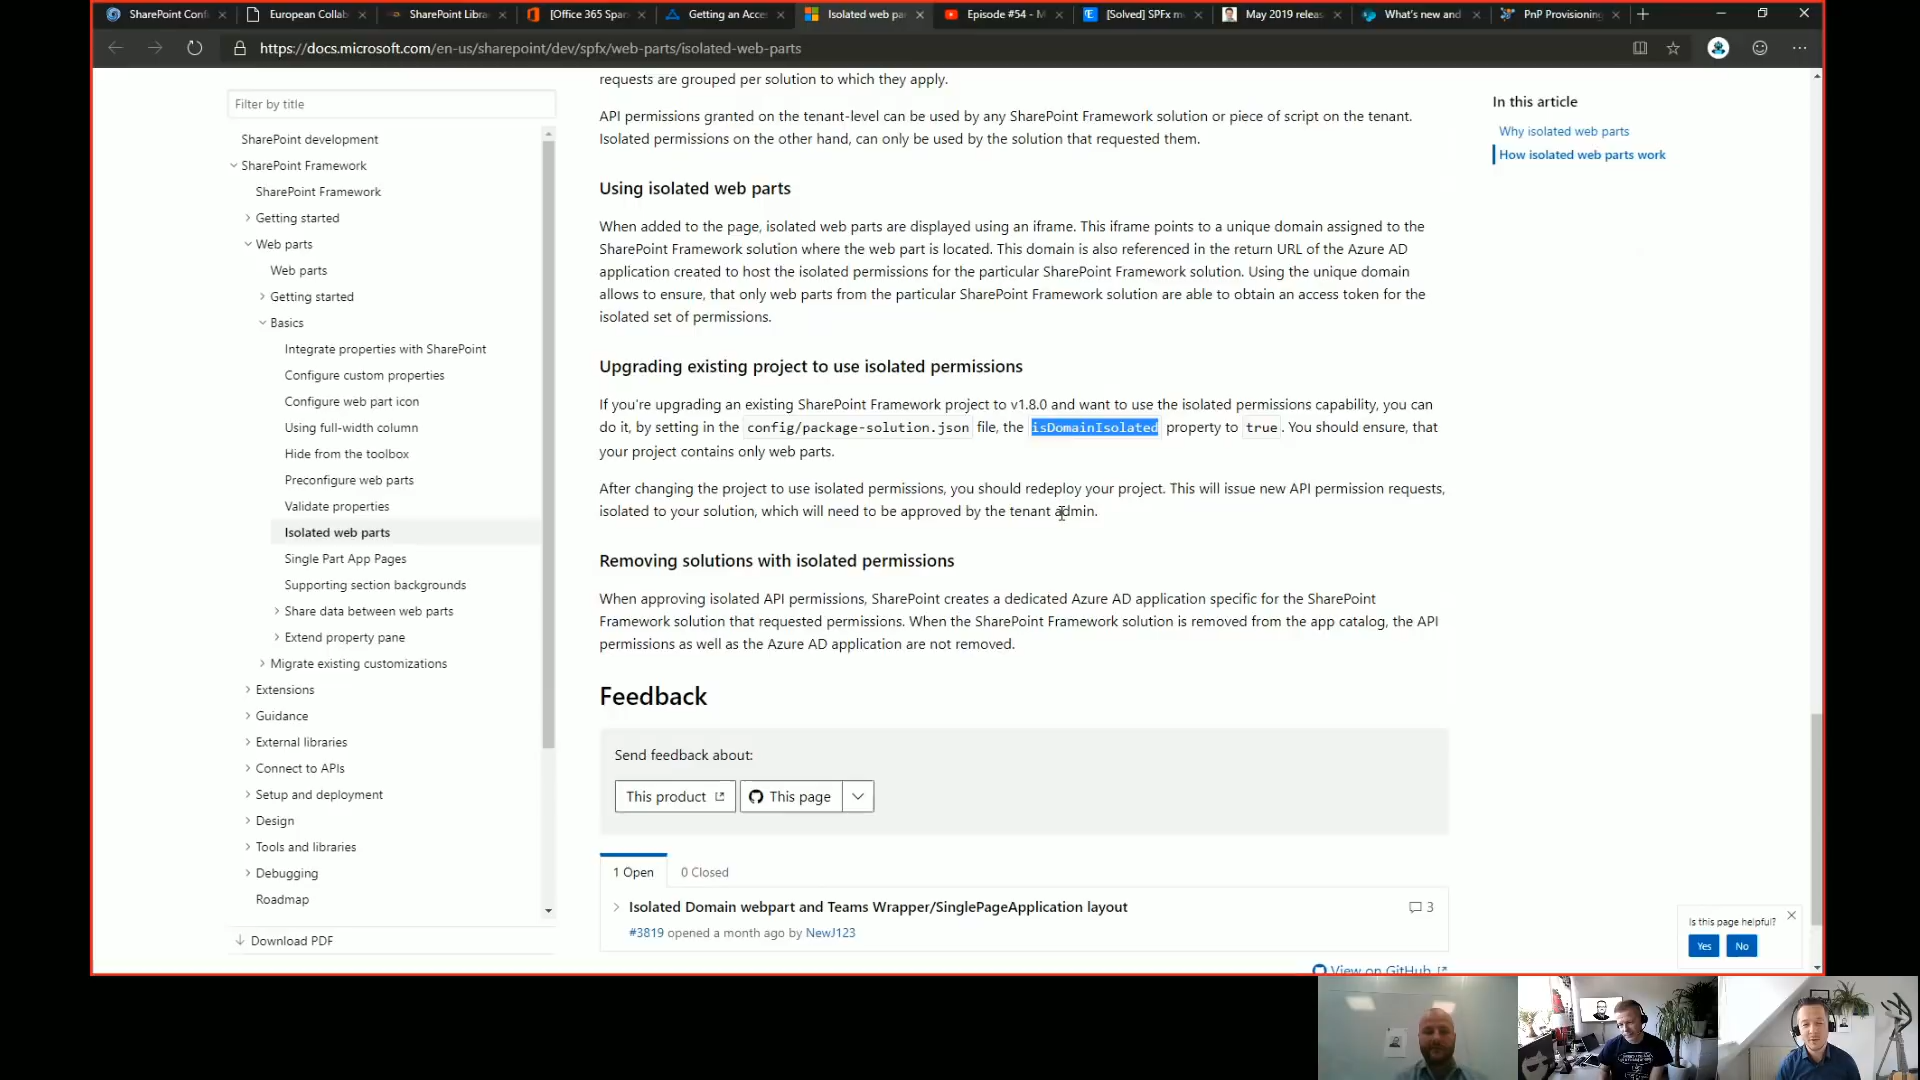 SharePoint Conf
European Collab
SharePoint Libra
[Office 365 Spar
Getting an Acce
Isolated web pa
Episode #54 - M
[Solved] SPFx m
May 2019 releas
What's new and
PnP Provisioning
https://docs.microsoft.com/en-us/sharepoint/dev/spfx/web-parts/isolated-web-parts
Filter by title
SharePoint development
SharePoint Framework
SharePoint Framework
Getting started
Web parts
Web parts
Getting started
Basics
Integrate properties with SharePoint
Configure custom properties
Configure web part icon
Using full-width column
Hide from the toolbox
Preconfigure web parts
Validate properties
Isolated web parts
Single Part App Pages
Supporting section backgrounds
Share data between web parts
Extend property pane
Migrate existing customizations
Extensions
Guidance
External libraries
Connect to APIs
Setup and deployment
Design
Tools and libraries
Debugging
Roadmap
Download PDF
requests are grouped per solution to which they apply.
API permissions granted on the tenant-level can be used by any SharePoint Framework solution or piece of script on the tenant.
Isolated permissions on the other hand, can only be used by the solution that requested them.
Using isolated web parts
When added to the page, isolated web parts are displayed using an iframe. This iframe points to a unique domain assigned to the
SharePoint Framework solution where the web part is located. This domain is also referenced in the return URL of the Azure AD
application created to host the isolated permissions for the particular SharePoint Framework solution. Using the unique domain
allows to ensure, that only web parts from the particular SharePoint Framework solution are able to obtain an access token for the
isolated set of permissions.
Upgrading existing project to use isolated permissions
If you're upgrading an existing SharePoint Framework project to v1.8.0 and want to use the isolated permissions capability, you can
do it, by setting in the config/package-solution.json file, the isDomainIsolated property to true. You should ensure, that
your project contains only web parts.
After changing the project to use isolated permissions, you should redeploy your project. This will issue new API permission requests,
isolated to your solution, which will need to be approved by the tenant admin.
Removing solutions with isolated permissions
When approving isolated API permissions, SharePoint creates a dedicated Azure AD application specific for the SharePoint
Framework solution that requested permissions. When the SharePoint Framework solution is removed from the app catalog, the API
permissions as well as the Azure AD application are not removed.
Feedback
Send feedback about:
This product
This page
1 Open
0 Closed
Isolated Domain webpart and Teams Wrapper/SinglePageApplication layout
3
#3819 opened a month ago by NewJ123
View on GitHub
In this article
Why isolated web parts
How isolated web parts work
Is this page helpful?
Yes
No